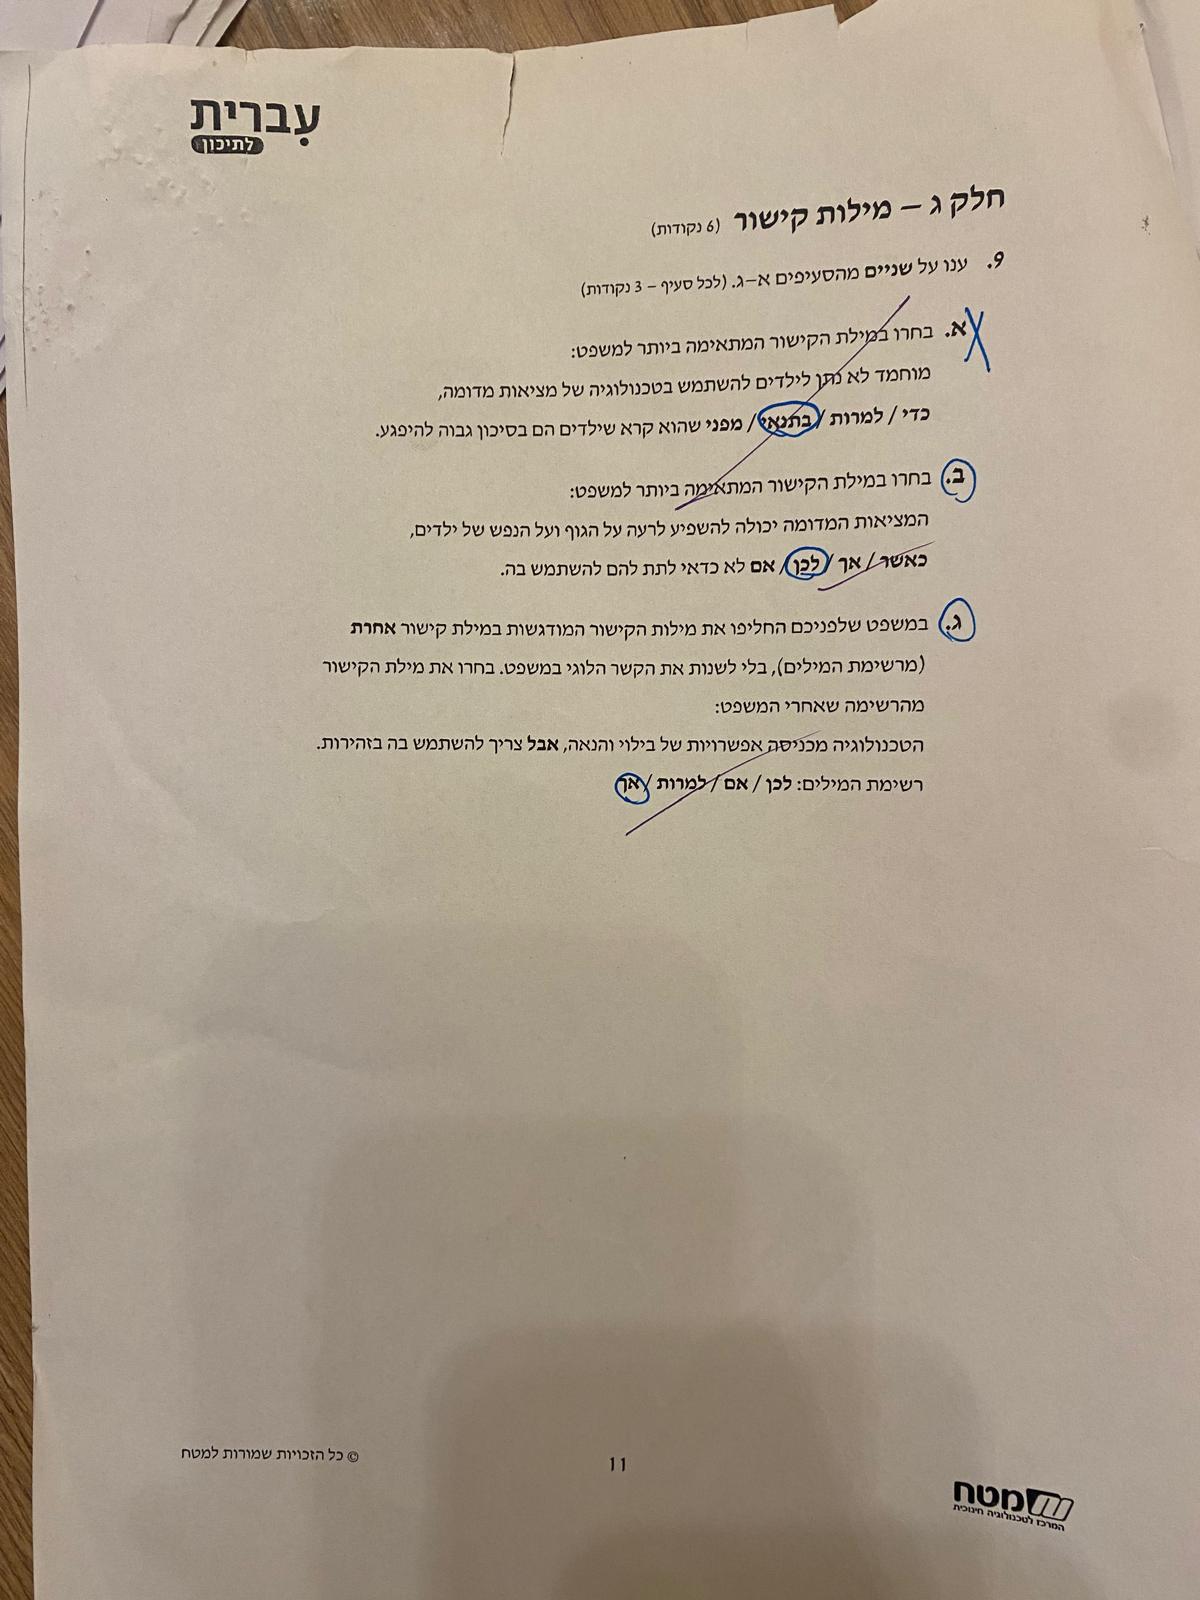 עברית
לתיכון
חלק ג – מילות קישור (6 נקודות)
9. ענו על שניים מהסעיפים א–ג. (לכל סעיף – 3 נקודות)
א. בחרו במילת הקישור המתאימה ביותר למשפט:
מוחמד לא נתן לילדים להשתמש בטכנולוגיה של מציאות מדומה,
כדי / למרות / בתנאי / מפני שהוא קרא שילדים הם בסיכון גבוה להיפגע.
ב. בחרו במילת הקישור המתאימה ביותר למשפט:
המציאות המדומה יכולה להשפיע לרעה על הגוף ועל הנפש של ילדים,
כאשר / אך / לכן / אם לא כדאי לתת להם להשתמש בה.
ג. במשפט שלפניכם החליפו את מילות הקישור המודגשות במילת קישור אחרת
(מרשימת המילים), בלי לשנות את הקשר הלוגי במשפט. בחרו את מילת הקישור
מהרשימה שאחרי המשפט:
הטכנולוגיה מכניסה אפשרויות של בילוי והנאה, אבל צריך להשתמש בה בזהירות.
רשימת המילים: לכן / אם / למרות / אך
© כל הזכויות שמורות למטח
11
מטח
המרכז לטכנולוגיה חינוכית